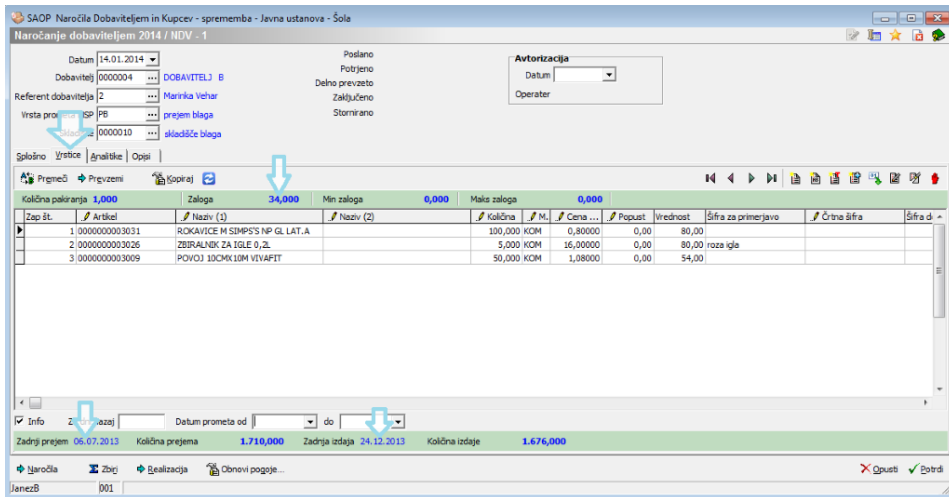 SAOP Naročila Dobaviteljem in Kupcev - sprememba - Javna ustanova - Šola
Naročanje dobaviteljem 2014 / NDV - 1
Datum 14.01.2014
Dobavitelj 0000004 ... DOBAVITELJ B
Referent dobavitelja 2 ... Marinka Vehar
Vrsta SP PB ... prejem blaga
0000010 ... skladišče blaga
Poslano
Potrjeno
Delno prevzeto
Zaključeno
Stornirano
Avtorizacija
Datum
Operater
Splošno Vrstice Analitike Opisi
Premeči Prevzemi Kopiraj
Količina pakiranja 1,000 Zaloga 34,000 Min zaloga 0,000 Maks zaloga 0,000
Zap št. Artikel Naziv (1) Naziv (2) Količina M. Cena ... Popust Vrednost Šifra za primerjavo Črtna šifra Šifra d
1 0000000003031 ROKAVICE M SIMPS'S NP GL LAT.A 100,000 KOM 0,80000 0,00 80,00
2 0000000003026 ZBIRALNIK ZA IGLE 0,2L 5,000 KOM 16,00000 0,00 80,00 roza igla
3 0000000003009 POVOJ 10CMX10M VIVAFIT 50,000 KOM 1,08000 0,00 54,00
Info nazaj Datum prometa od do
Zadnji prejem 06.07.2013 Količina prejema 1.710,000 Zadnja izdaja 24.12.2013 Količina izdaje 1.676,000
Naročila Zbiri Realizacija Obnovi pogoje... Opusti Potrdi
JanezB 001